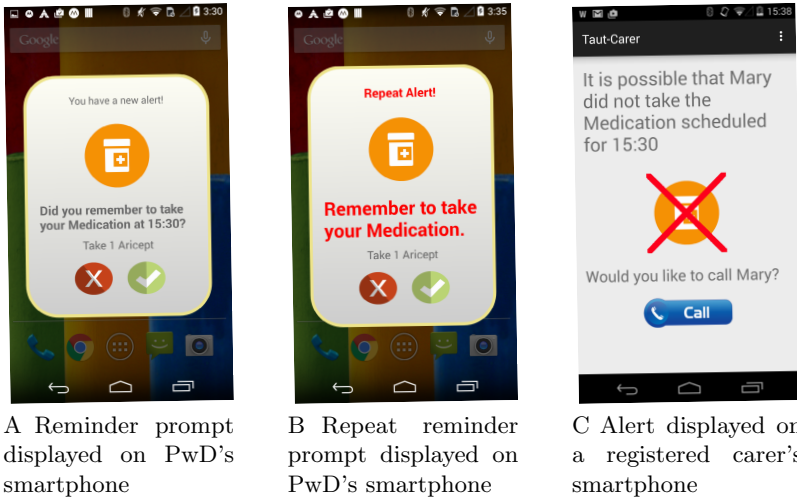 3:30
Google
You have a new alert!
Did you remember to take
your Medication at 15:30?
Take 1 Aricept
X
A Reminder prompt
displayed on PwD's
smartphone
3:35
Google
Repeat Alert!
Remember to take
your Medication.
Take 1 Aricept
X
B Repeat reminder
prompt displayed on
PwD's smartphone
W
15:38
Taut-Carer
It is possible that Mary
did not take the
Medication scheduled
for 15:30
Would you like to call Mary?
Call
C Alert displayed on
a registered carer's
smartphone